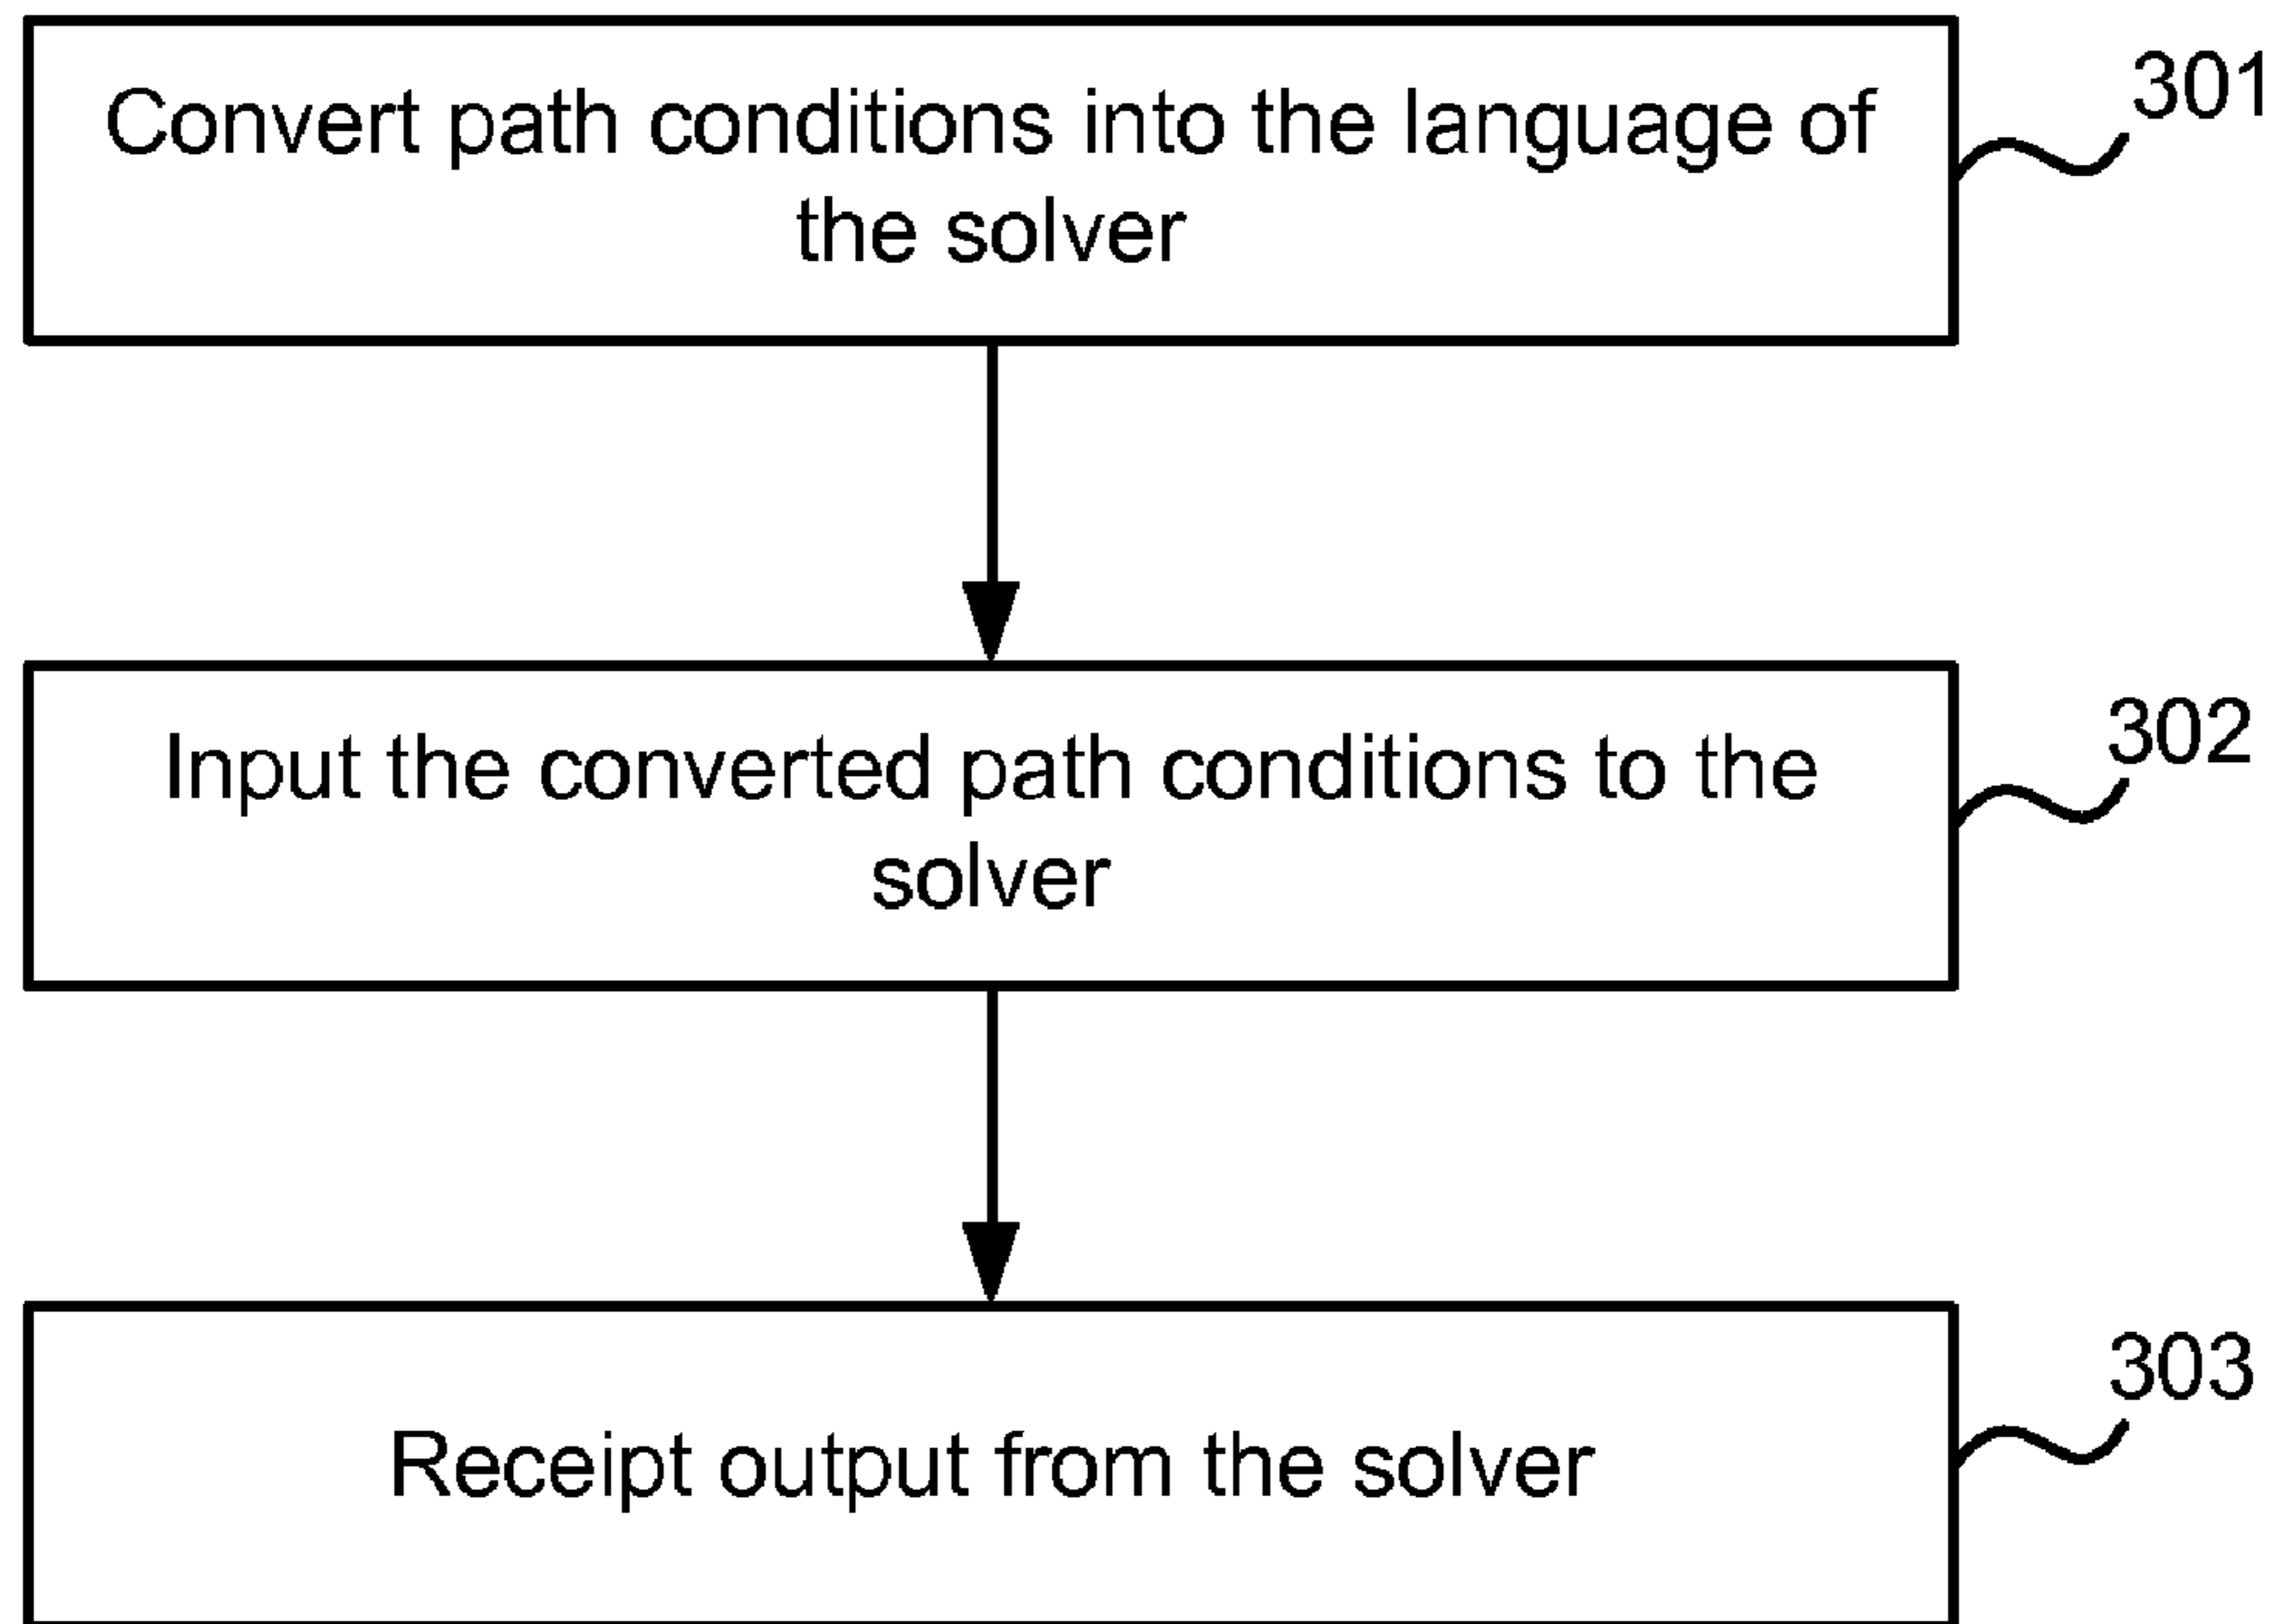 Convert path conditions into the language of
the solver
301
Input the converted path conditions to the
solver
302
Receipt output from the solver
303